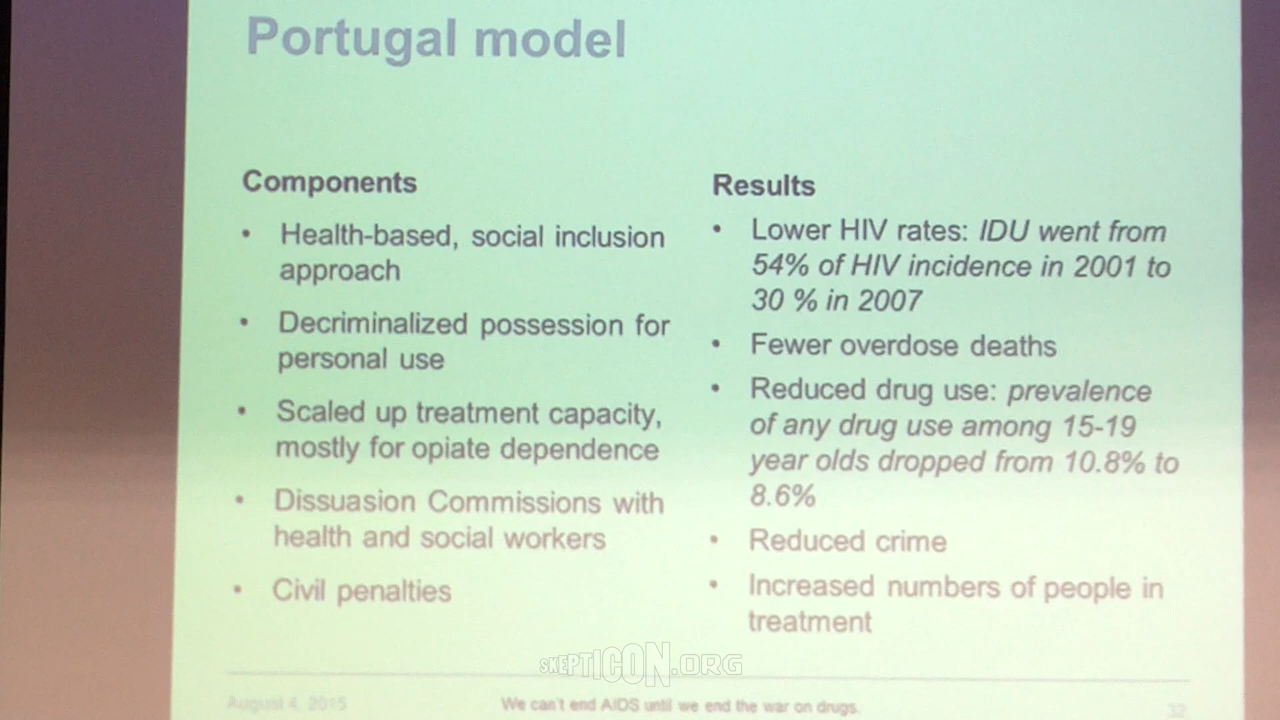 Portugal model
Components
• Health-based, social inclusion
approach
• Decriminalized possession for
personal use
• Scaled up treatment capacity,
mostly for opiate dependence
• Dissuasion Commissions with
health and social workers
• Civil penalties
Results
• Lower HIV rates: IDU went from
54% of HIV incidence in 2001 to
30 % in 2007
• Fewer overdose deaths
• Reduced drug use: prevalence
of any drug use among 15-19
year olds dropped from 10.8% to
8.6%
• Reduced crime
• Increased numbers of people in
treatment
SKEPTICON.ORG
August 4, 2015
We can't end AIDS until we end the war on drugs.
32